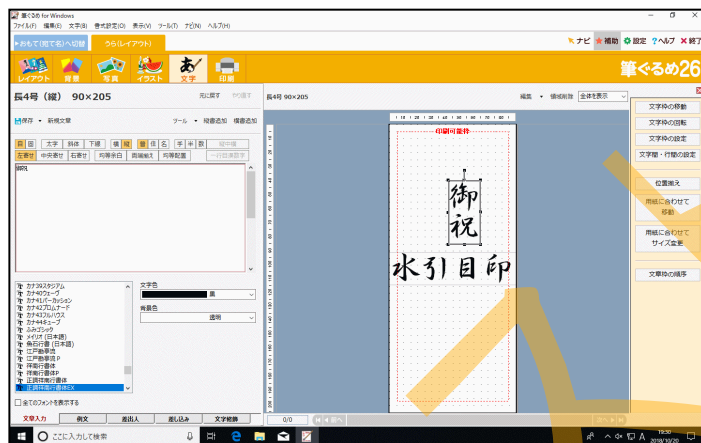 筆ぐるめ for Windows
ファイル(F) 編集(E) 文字(B) 書式設定(O) 表示(V) ツール(T) ナビ(N) ヘルプ(H)
▸おもて(宛て名)へ切替 うら(レイアウト)
ナビ 補助 設定 ?ヘルプ ×終了
レイアウト 背景 写真 イラスト 文字 印刷
筆ぐるめ26
長4号（縦） 90×205
元に戻す やり直す
長4号 90×205
編集 ▾ 領域削除 全体を表示
保存 ▾ 新規文章
ツール ▾ 縦書追加 横書追加
太字 斜体 下線 横 縦 手 半 数 縦中横
左寄せ 中央寄せ 右寄せ 均等余白 両端揃え 均等配置 一行目漢数字
御祝
印刷可能枠
御祝
水引目印
文字枠の移動
文字枠の回転
文字枠の設定
文字間・行間の設定
位置揃え
用紙に合わせて
移動
用紙に合わせて
サイズ変更
文章枠の順序
カナ39スタジアム
カナ40ウェーヴ
カナ41パーカッション
カナ42プロムナード
カナ43フルハウス
カナ44キューブ
ふみゴシック
メイリオ (日本語)
魚石行書 (日本語)
江戸勘亭流
江戸勘亭流 P
祥南行書体
祥南行書体P
正調祥南行書体
正調祥南行書体EX
文字色
黒
背景色
透明
全てのフォントを表示する
文章入力 例文 差出人 差し込み 文字修飾
0/0 前へ 次へ
ここに入力して検索
A 19:30
2018/10/20